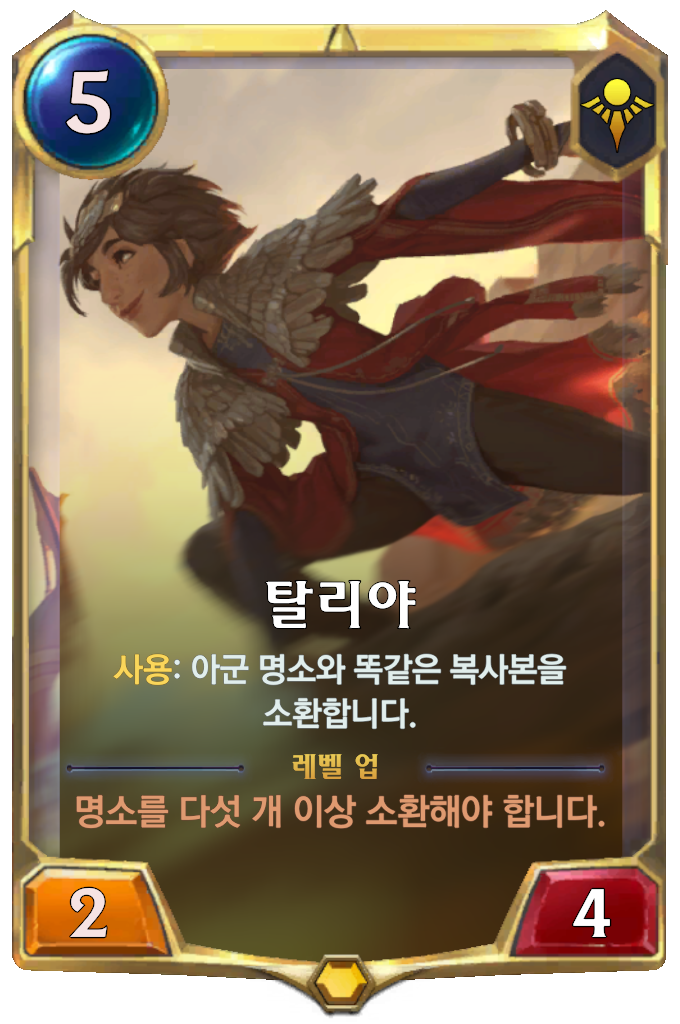 5
탈리야
사용: 아군 명소와 똑같은 복사본을
소환합니다.
레벨 업
명소를 다섯 개 이상 소환해야 합니다.
2
4